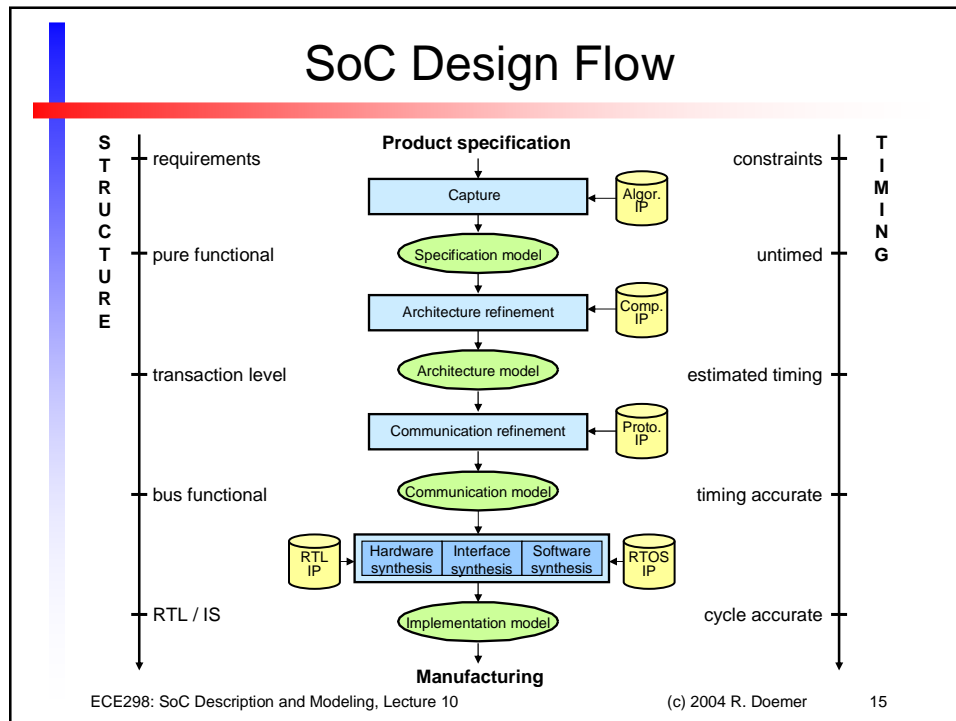 SoC Design Flow
STRUCTURE
TIMING
Product specification
requirements
constraints
Capture
Algor.
IP
pure functional
Specification model
untimed
Architecture refinement
Comp.
IP
transaction level
Architecture model
estimated timing
Communication refinement
Proto.
IP
bus functional
Communication model
timing accurate
RTL
IP
Hardware
synthesis
Interface
synthesis
Software
synthesis
RTOS
IP
RTL / IS
Implementation model
cycle accurate
Manufacturing
ECE298: SoC Description and Modeling, Lecture 10
(c) 2004 R. Doemer
15